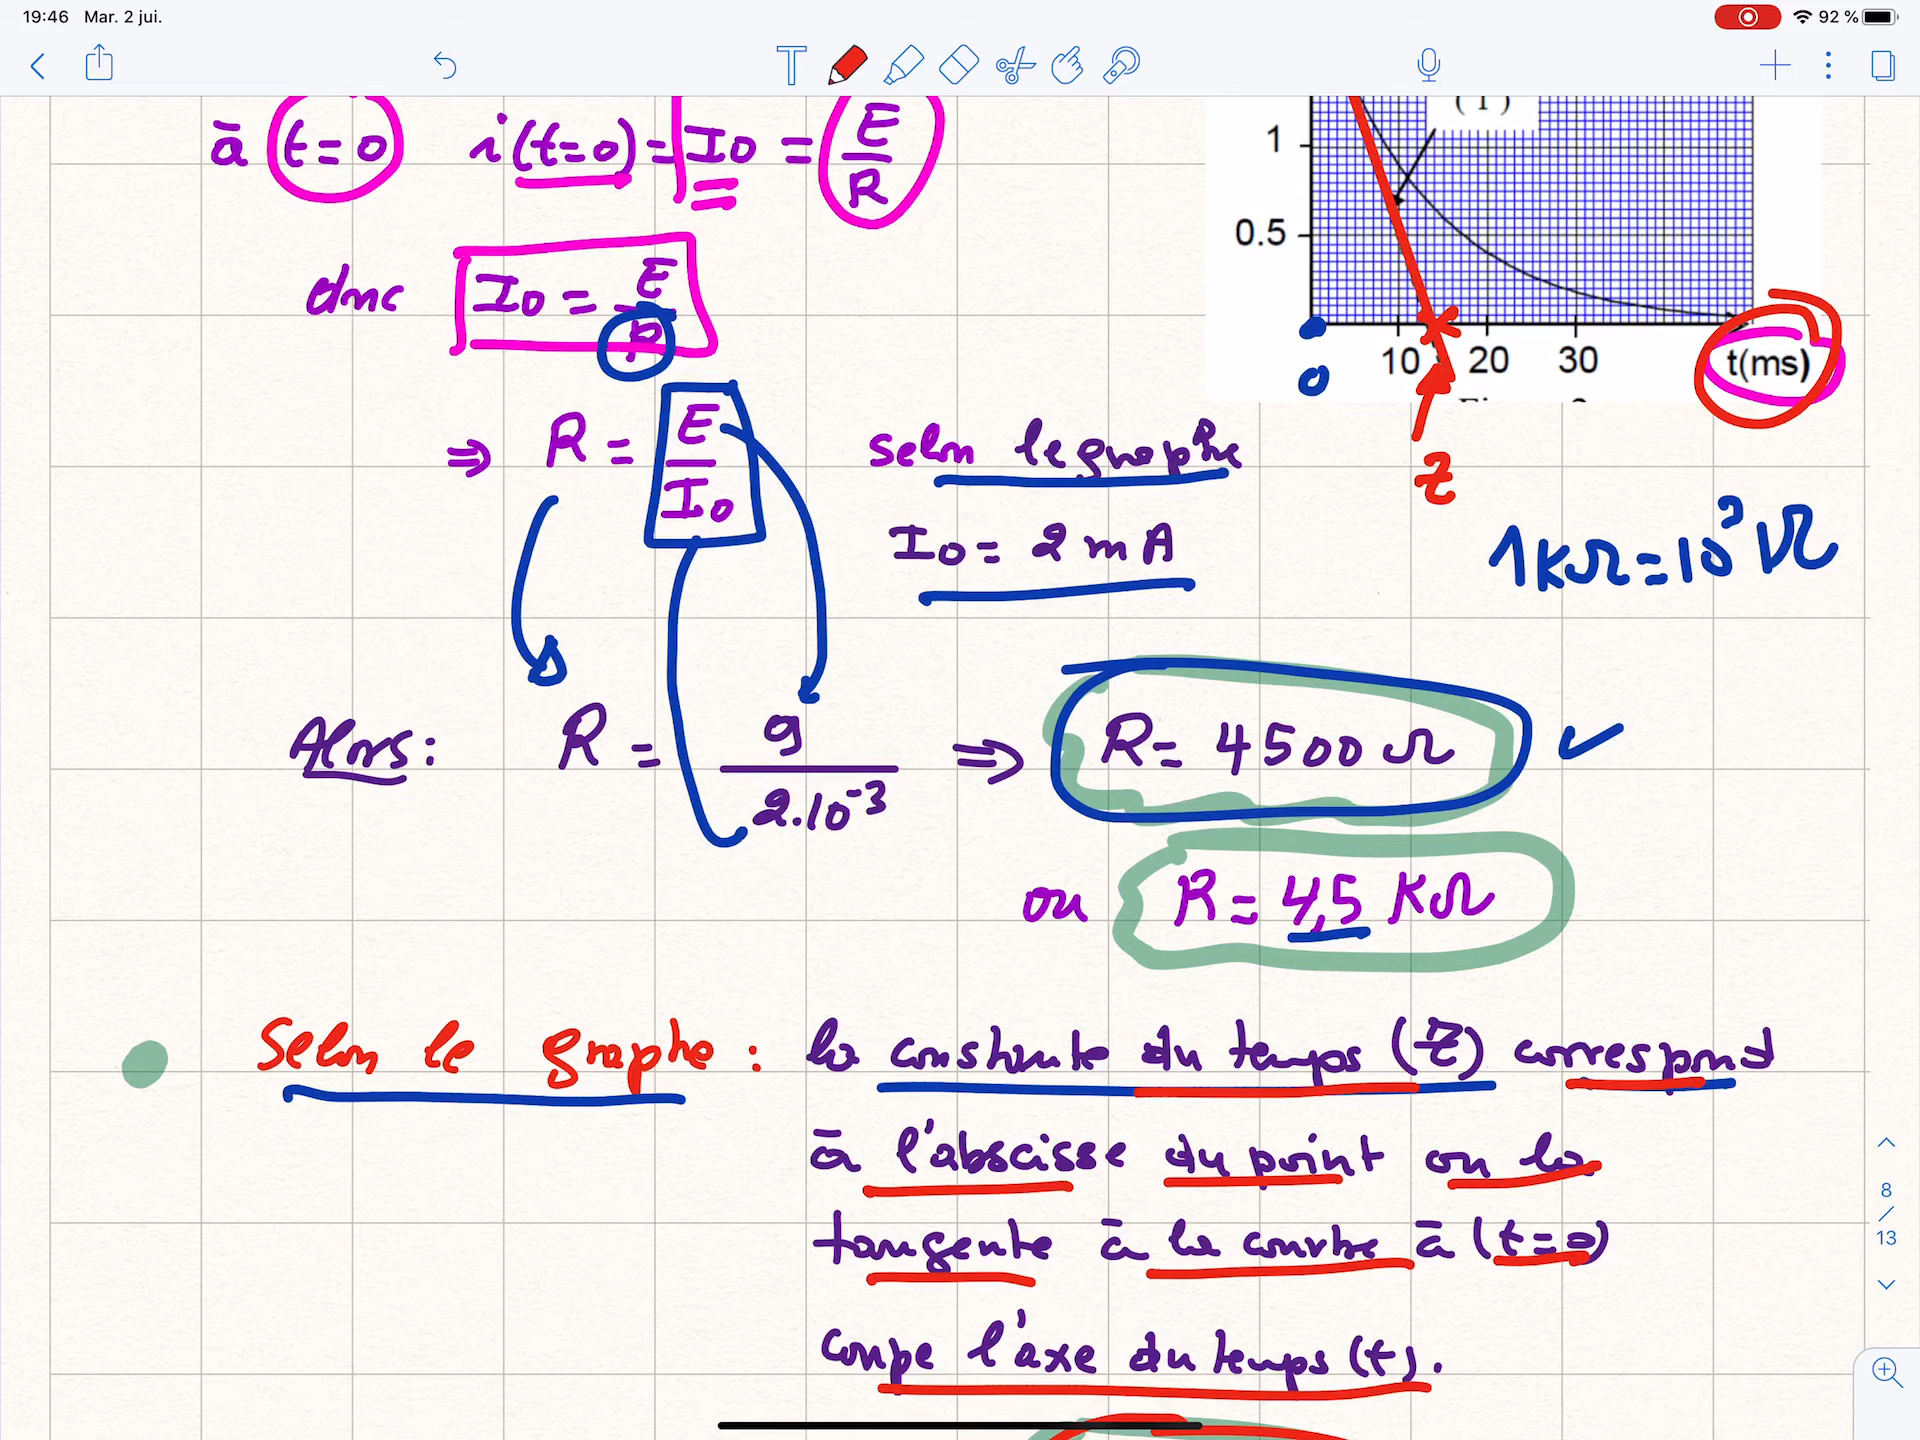 19:46 Mar. 2 jui.
92 %
à t=0 i(t=0) = I0 = E/R
donc I0 = E/R
⇒ R = E/I0 selon le graphe
I0 = 2 mA
Alors : R = 9/2.10⁻³ ⇒ R = 4500 Ω ✓
ou R = 4,5 KΩ
(1)
1
0.5
10 20 30 t(ms)
0
τ
1KΩ = 10³ Ω
Selon le graphe : la constante du temps (τ) correspond
à l'abscisse du point ou la
tangente à la courbe à (t=0)
coupe l'axe du temps (t).
8
/
13